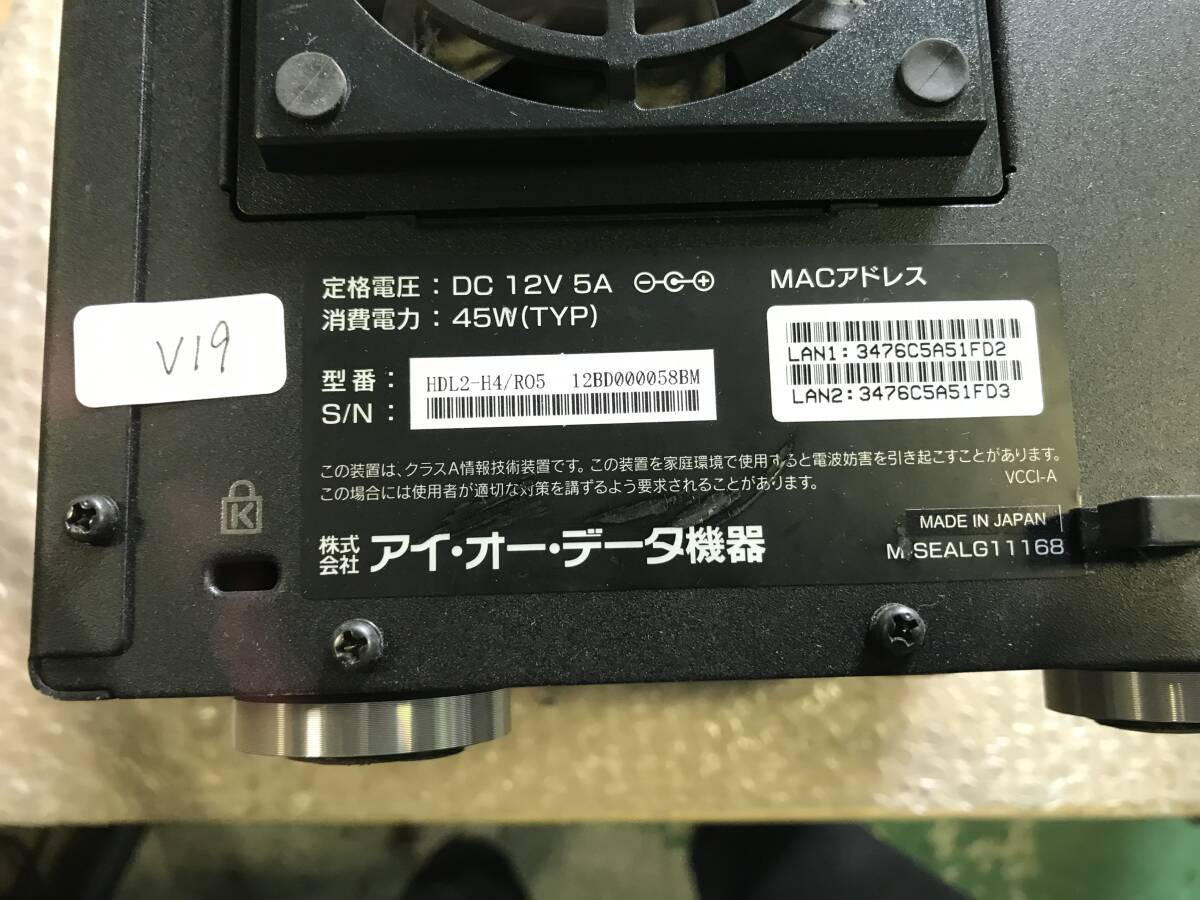 定格電圧：DC 12V 5A
消費電力：45W(TYP)
MACアドレス
LAN1:3476C5A51FD2
LAN2:3476C5A51FD3
V19
型番：
HDL2-H4/R05 12BD000058BM
S/N：
この装置は、クラスA情報技術装置です。この装置を家庭環境で使用すると電波妨害を引き起こすことがあります。
この場合には使用者が適切な対策を講ずるよう要求されることがあります。
VCCI-A
K
株式会社 アイ・オー・データ機器
MADE IN JAPAN
M-SEALG11168